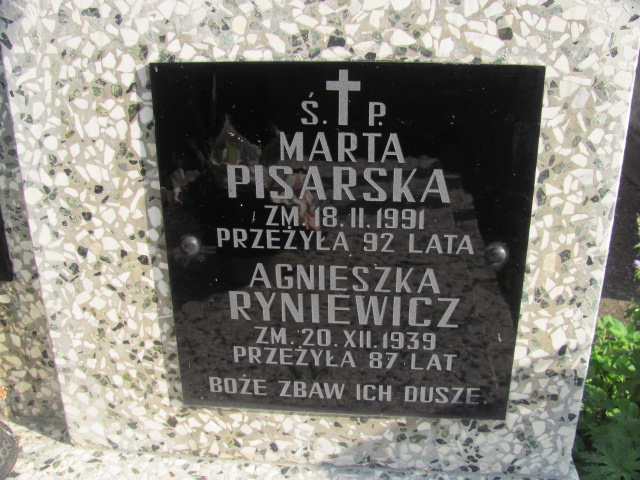 Ś. P.
MARTA
PISARSKA
ZM. 18. II. 1991
PRZEŻYŁA 92 LATA
AGNIESZKA
RYNIEWICZ
ZM. 20. XII. 1939
PRZEŻYŁA 87 LAT
BOŻE ZBAW ICH DUSZE.